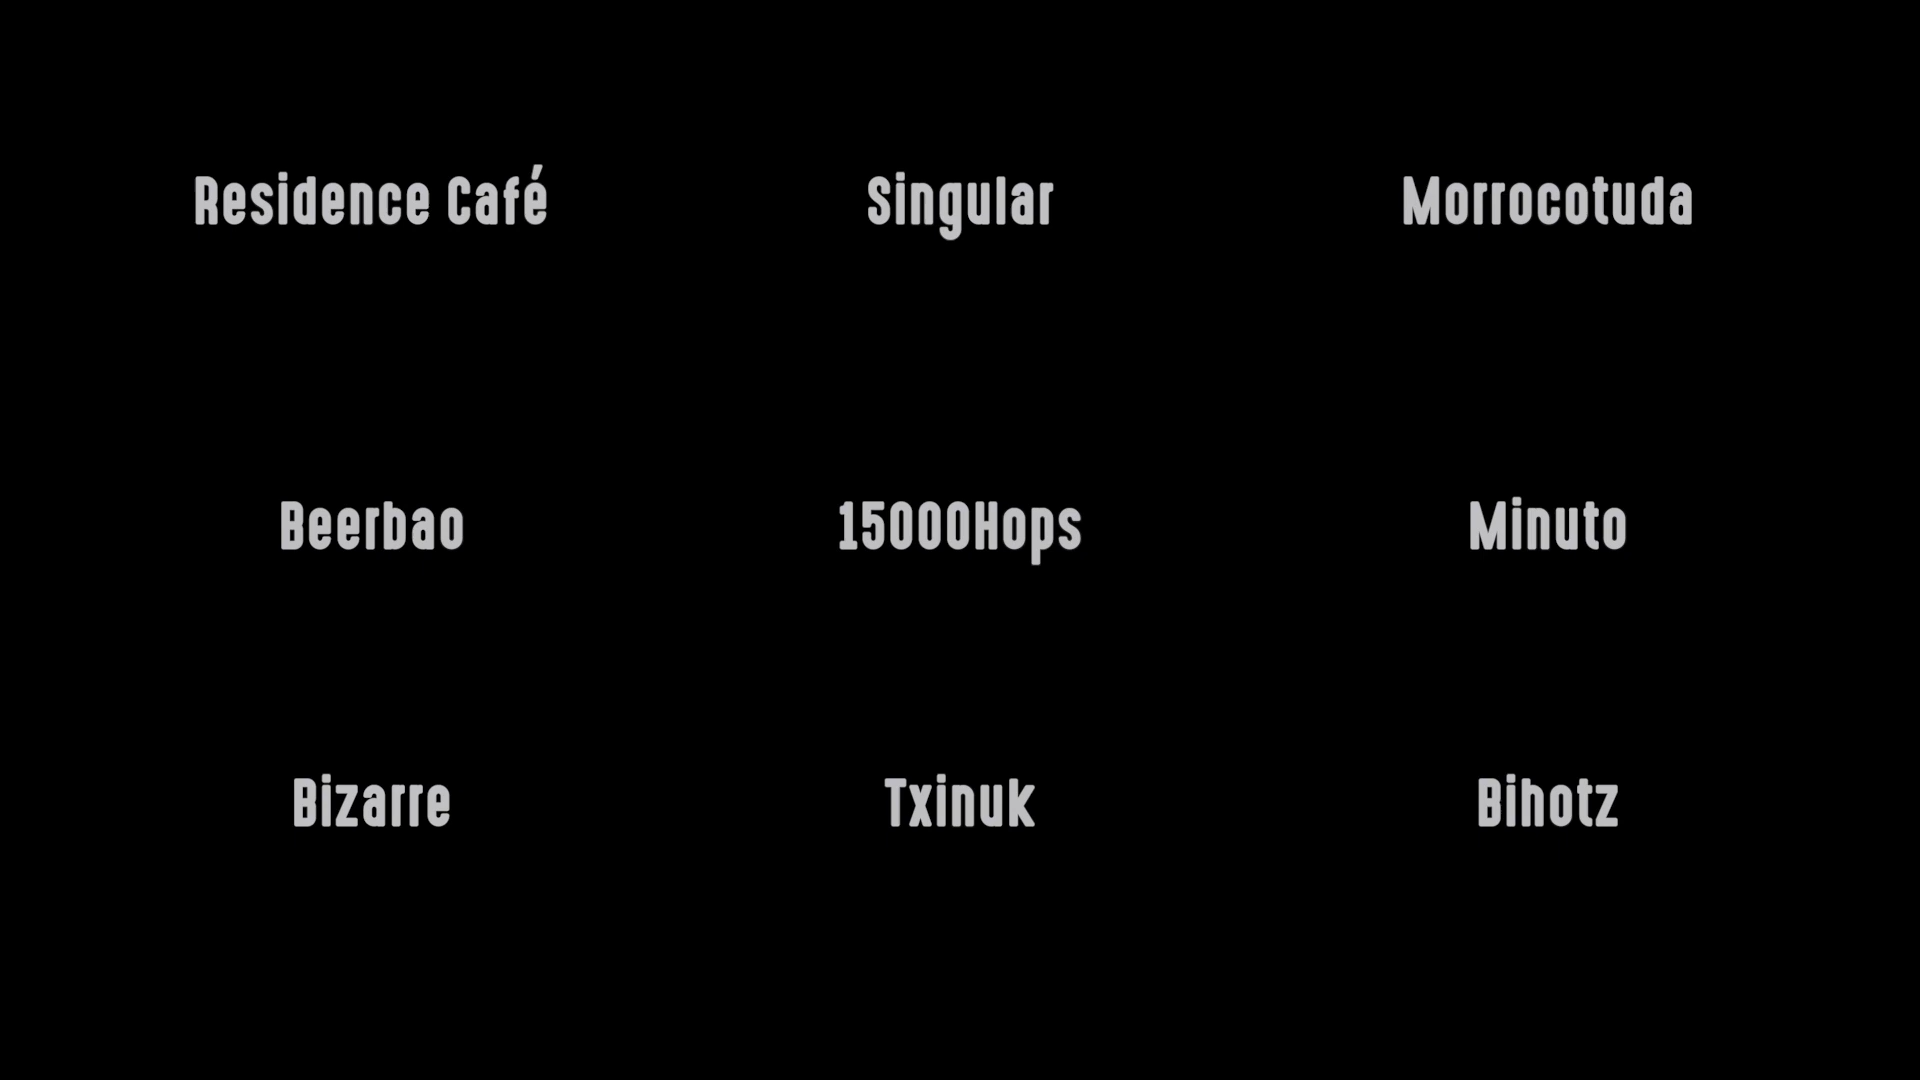 Residence Café
Singular
Morrocotuda
Beerbao
15000Hops
Minuto
Bizarre
Txinuk
Bihotz